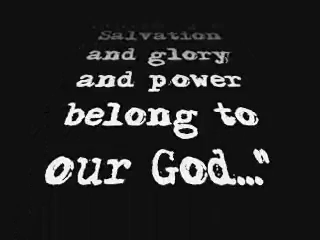 Salvation
and glory
and power
belong to
our God..."